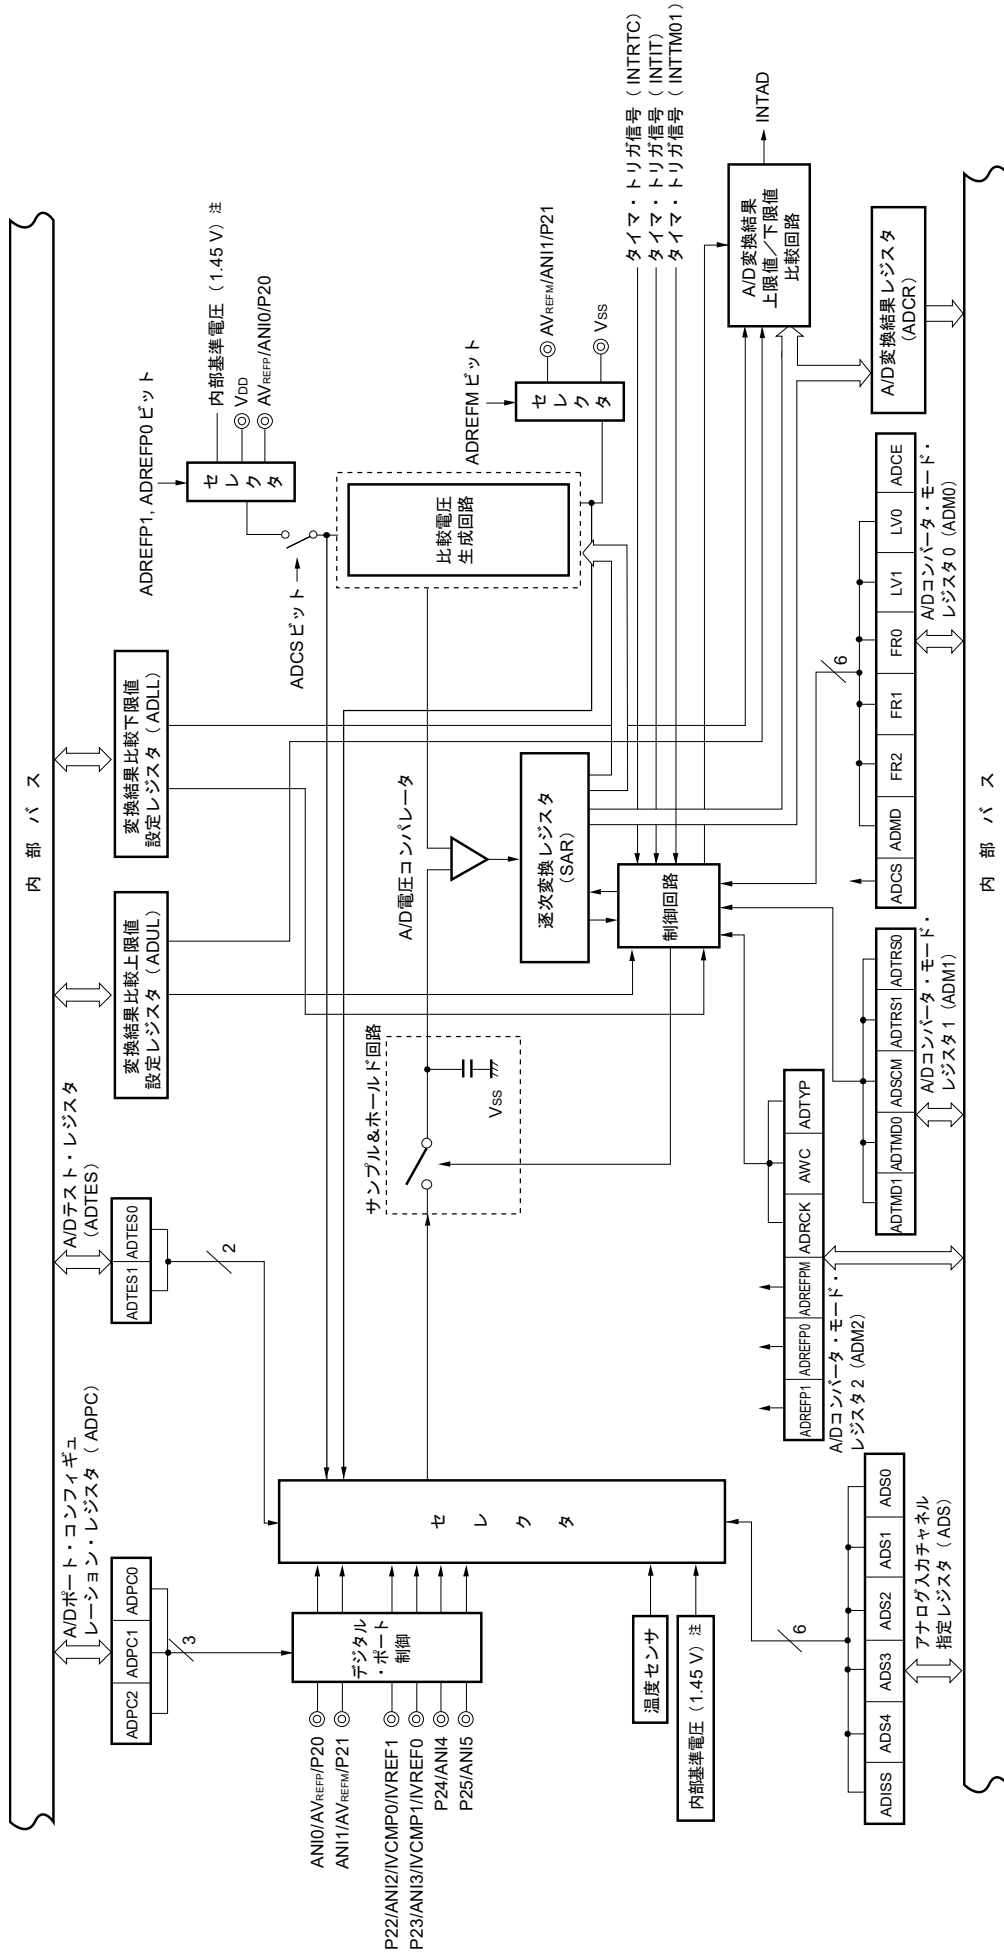 内部バス
A/Dポート・コンフィギュ
レーション・レジスタ（ADPC）
ADPC2 ADPC1 ADPC0
3
A/Dテスト・レジスタ
(ADTES)
ADTES1 ADTES0
2
変換結果比較上限値
設定レジスタ（ADUL）
変換結果比較下限値
設定レジスタ（ADLL）
ADREFP1, ADREFP0 ビット
セレクタ
内部基準電圧（1.45 V）注
VDD
AVREFP/ANI0/P20
ADCSビット
比較電圧
生成回路
ADREFM ビット
セレクタ
AVREFM/ANI1/P21
VSS
ANI0/AVREFP/P20
ANI1/AVREFM/P21
P22/ANI2/IVCMP0/IVREF1
P23/ANI3/IVCMP1/IVREF0
P24/ANI4
P25/ANI5
デジタル
・ポート
制御
セレクタ
サンプル&ホールド回路
VSS
A/D電圧コンパレータ
逐次変換レジスタ
(SAR)
制御回路
タイマ・トリガ信号（INTRTC）
タイマ・トリガ信号（INTIT）
タイマ・トリガ信号（INTTM01）
A/D変換結果
上限値／下限値
比較回路
INTAD
A/D変換結果レジスタ
(ADCR)
温度センサ
内部基準電圧（1.45 V）注
6
ADISS ADS4 ADS3 ADS2 ADS1 ADS0
アナログ入力チャネル
指定レジスタ（ADS）
ADREFP1 ADREFP0 ADREFPM ADRCK AWC ADTYP
A/Dコンバータ・モード・
レジスタ2（ADM2）
ADTMD1 ADTMD0 ADSCM ADTRS1 ADTRS0
A/Dコンバータ・モード・
レジスタ1（ADM1）
6
ADCS ADMD FR2 FR1 FR0 LV1 LV0 ADCE
A/Dコンバータ・モード・
レジスタ0（ADM0）
内部バス